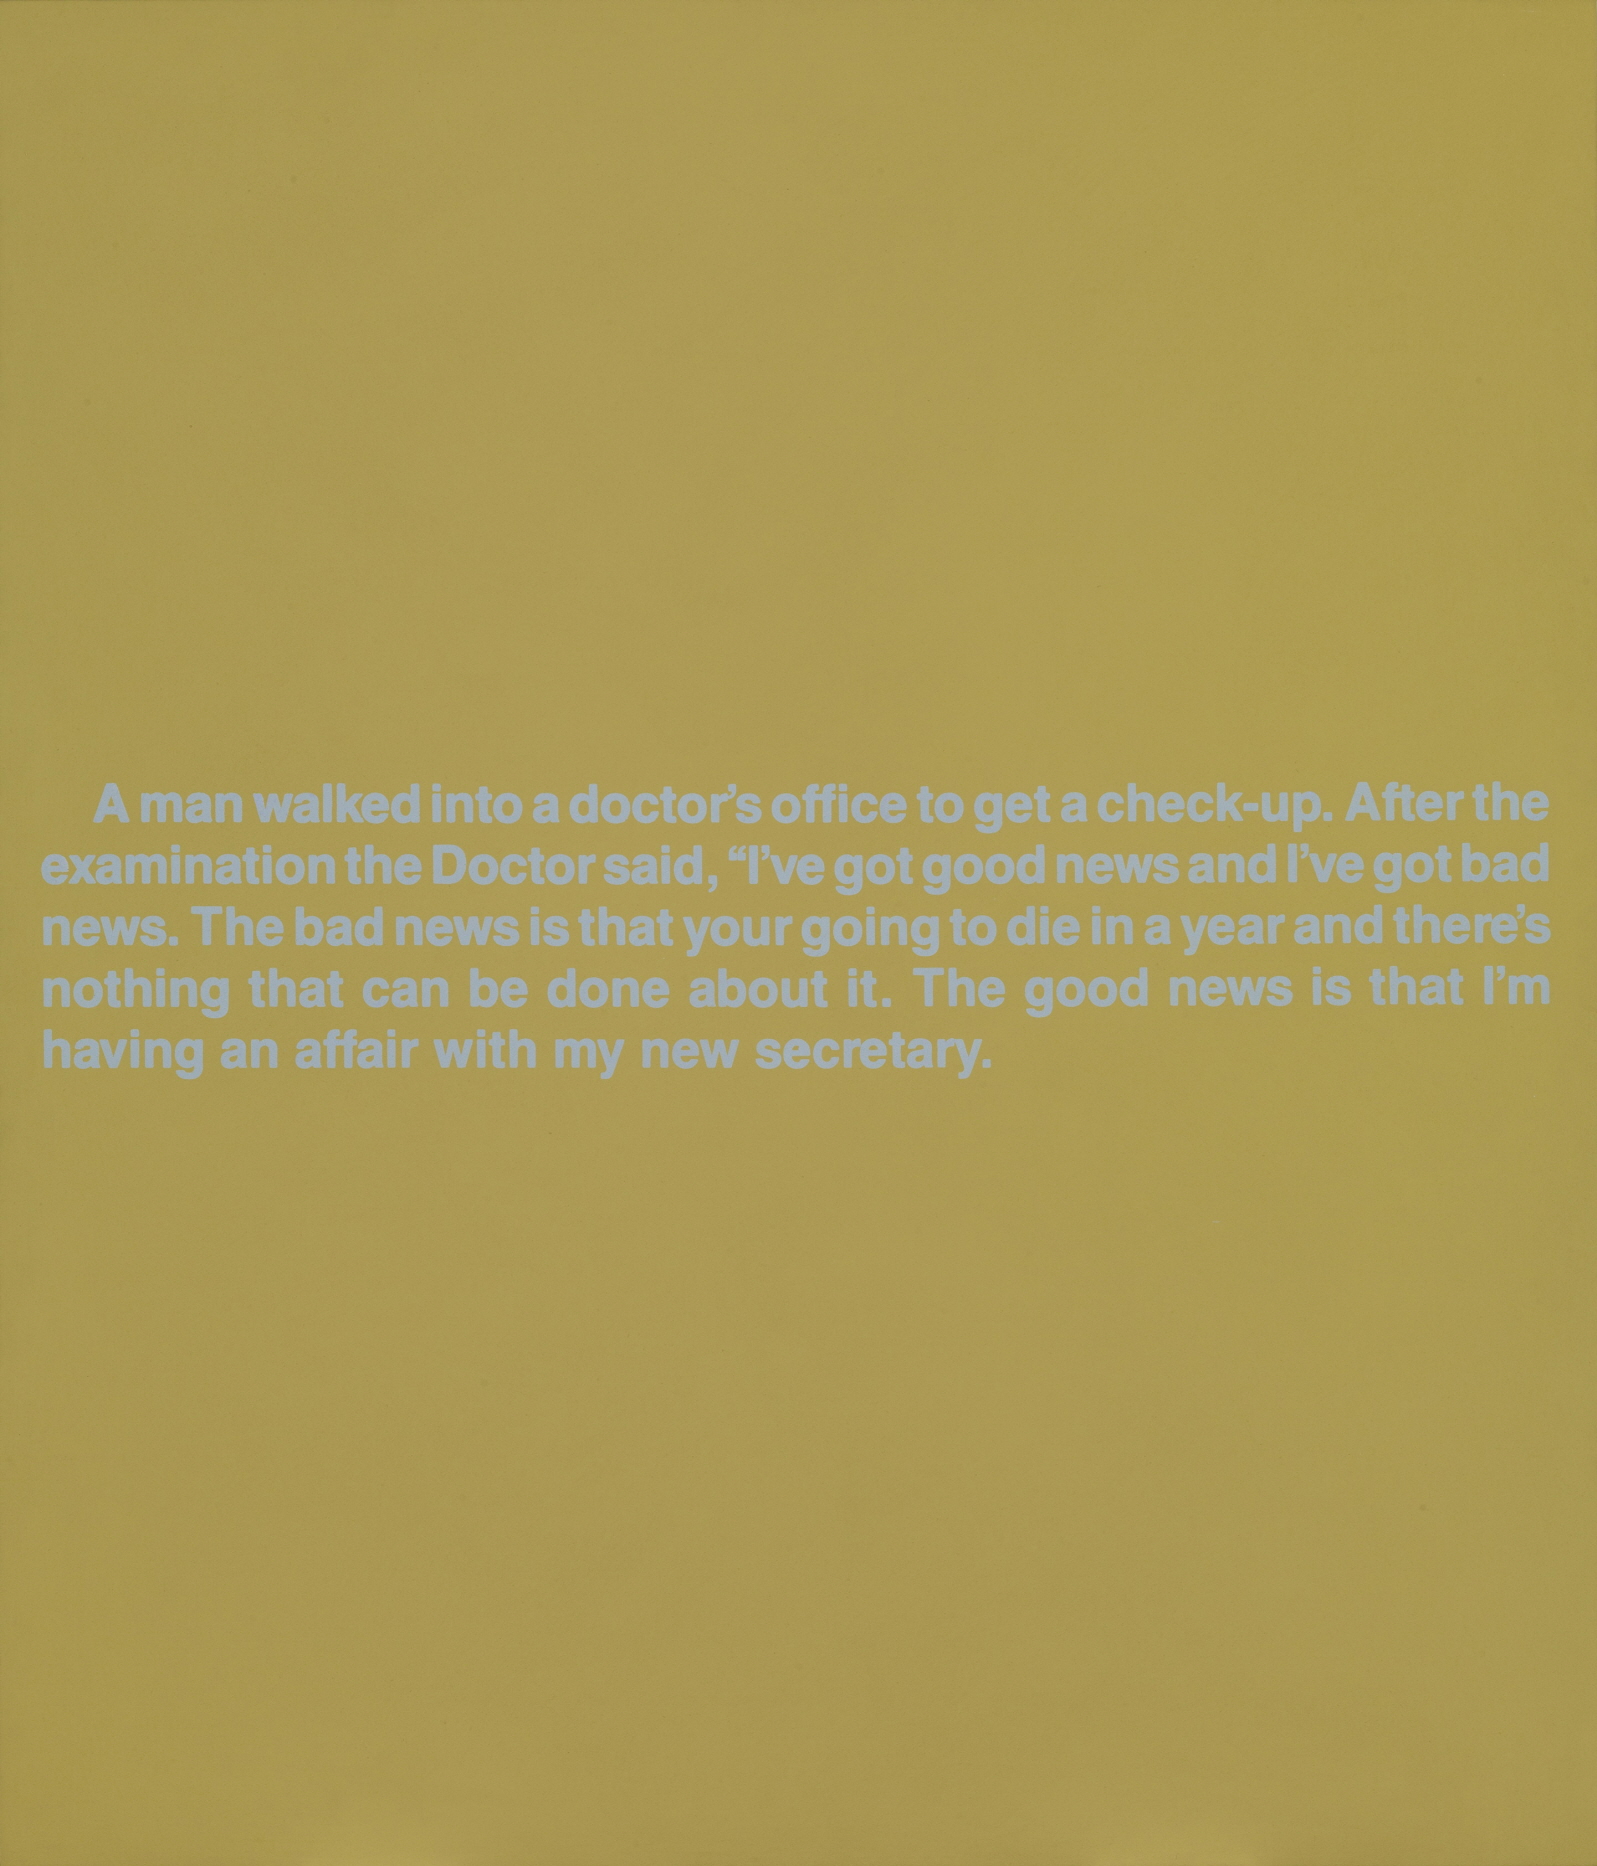 A man walked into a doctor’s office to get a check-up. After the
examination the Doctor said, “I’ve got good news and I’ve got bad
news. The bad news is that your going to die in a year and there’s
nothing that can be done about it. The good news is that I’m
having an affair with my new secretary.